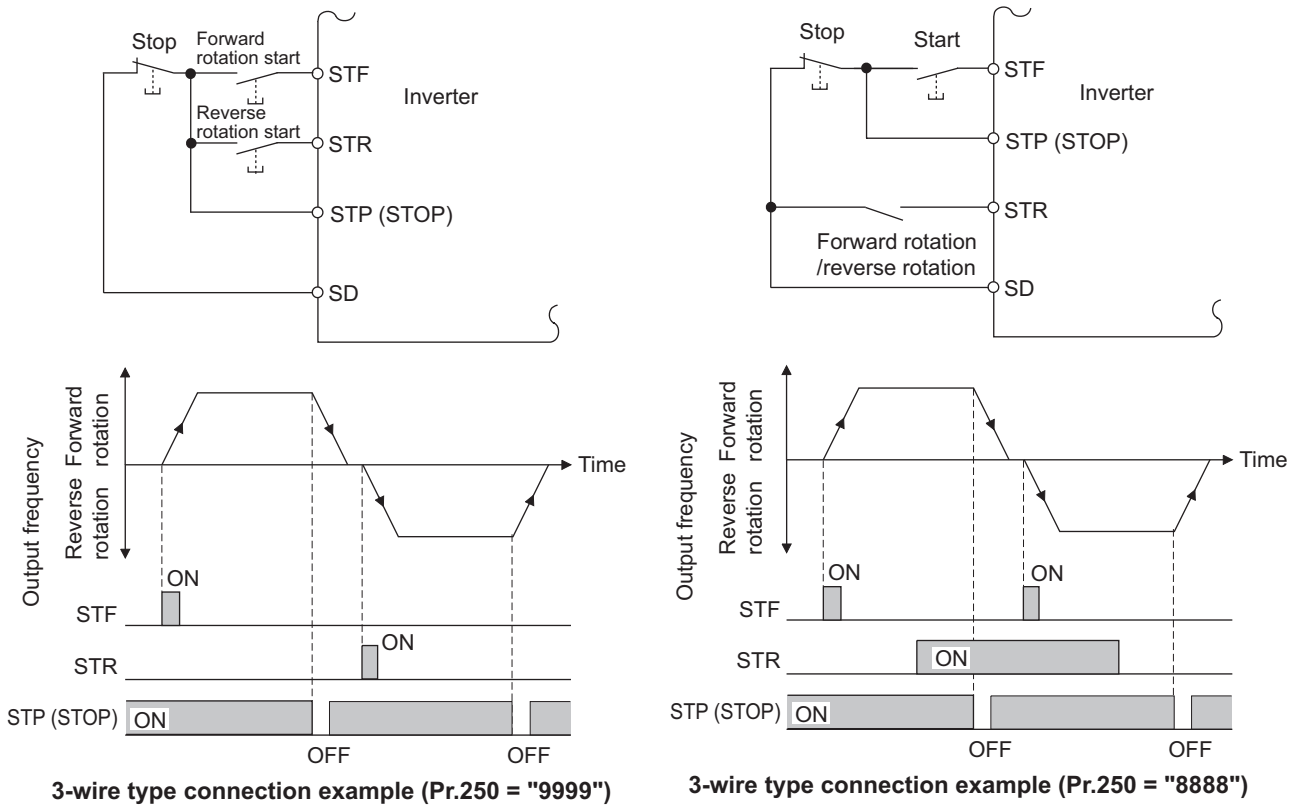 Stop
Forward
rotation start
STF
Inverter
Reverse
rotation start
STR
STP (STOP)
SD
Output frequency
Reverse Forward
rotation rotation
Time
ON
STF
ON
STR
STP (STOP)
ON
OFF
OFF
3-wire type connection example (Pr.250 = "9999")
Stop
Start
STF
Inverter
STP (STOP)
STR
Forward rotation
/reverse rotation
SD
Output frequency
Reverse Forward
rotation rotation
Time
ON
ON
STF
STR
ON
STP (STOP)
ON
OFF
OFF
3-wire type connection example (Pr.250 = "8888")